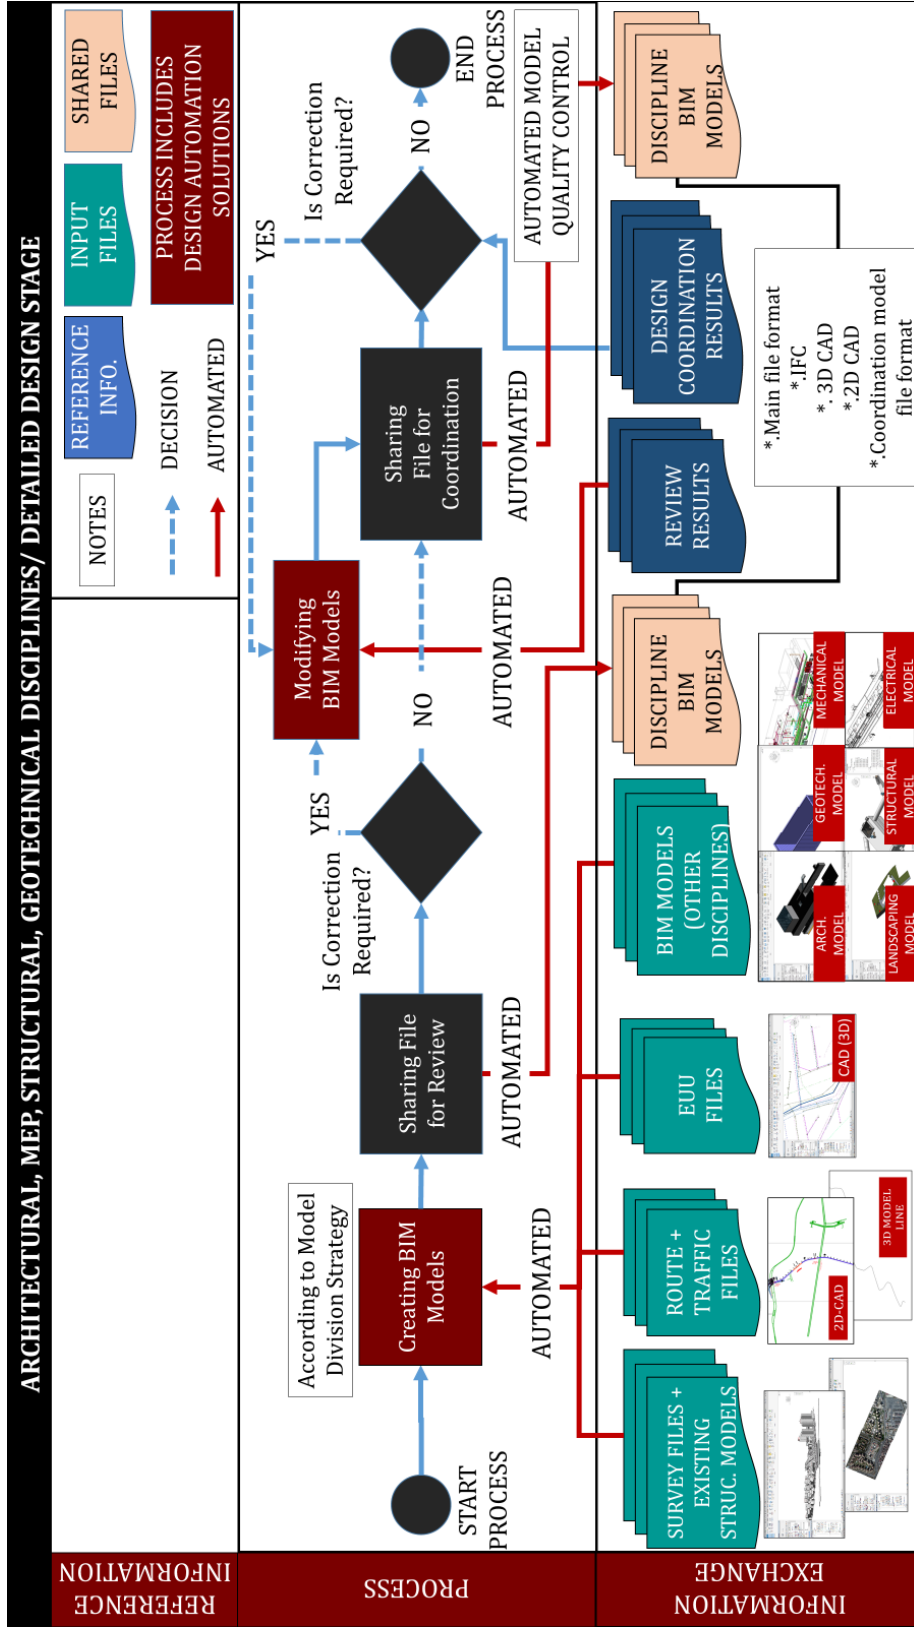 ARCHITECTURAL, MEP, STRUCTURAL, GEOTECHNICAL DISCIPLINES/ DETAILED DESIGN STAGE
REFERENCE
INFORMATION
NOTES
REFERENCE
INFO.
INPUT
FILES
SHARED
FILES
DECISION
AUTOMATED
PROCESS INCLUDES
DESIGN AUTOMATION
SOLUTIONS
PROCESS
START
PROCESS
According to Model
Division Strategy
Creating BIM
Models
AUTOMATED
Sharing File
for Review
AUTOMATED
Is Correction
Required?
YES
NO
Modifying
BIM Models
AUTOMATED
Sharing
File for
Coordination
AUTOMATED
Is Correction
Required?
YES
NO
END
PROCESS
AUTOMATED MODEL
QUALITY CONTROL
INFORMATION
EXCHANGE
SURVEY FILES +
EXISTING
STRUC. MODELS
ROUTE +
TRAFFIC
FILES
2D-CAD
3D MODEL
LINE
EUU
FILES
CAD (3D)
BIM MODELS
(OTHER
DISCIPLINES)
ARCH.
MODEL
GEOTECH.
MODEL
MECHANICAL
MODEL
LANDSCAPING
MODEL
STRUCTURAL
MODEL
ELECTRICAL
MODEL
DISCIPLINE
BIM
MODELS
REVIEW
RESULTS
DESIGN
COORDINATION
RESULTS
DISCIPLINE
BIM
MODELS
*.Main file format
*.IFC
*. 3D CAD
*.2D CAD
*.Coordination model
file format